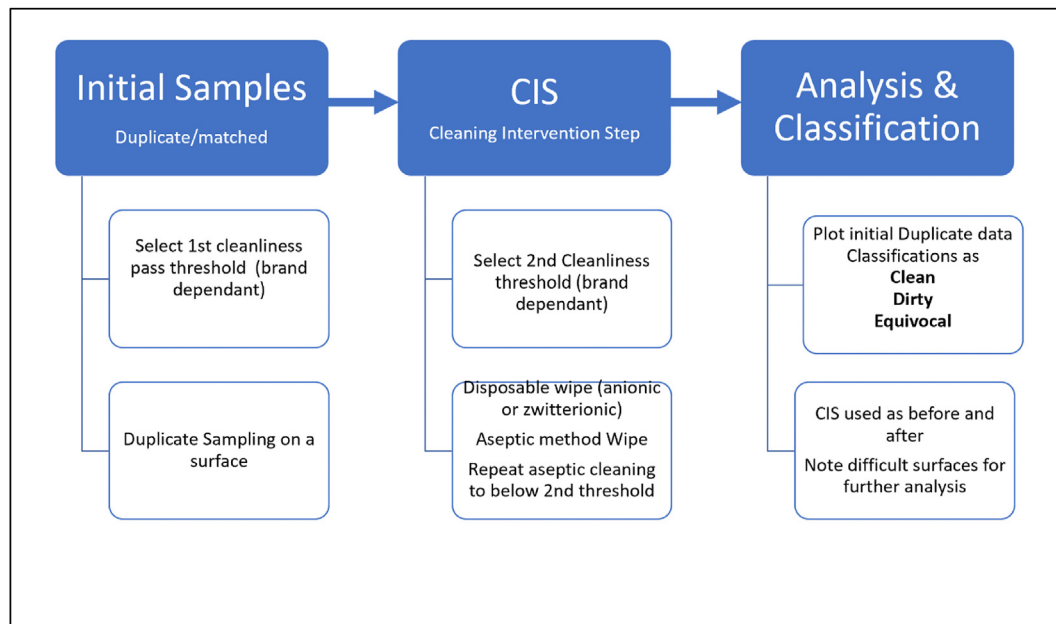 Initial Samples
Duplicate/matched
Select 1st cleanliness
pass threshold (brand
dependant)
Duplicate Sampling on a
surface
CIS
Cleaning Intervention Step
Select 2nd Cleanliness
threshold (brand
dependant)
Disposable wipe (anionic
or zwitterionic)
Aseptic method Wipe
Repeat aseptic cleaning
to below 2nd threshold
Analysis &
Classification
Plot initial Duplicate data
Classifications as
Clean
Dirty
Equivocal
CIS used as before and
after
Note difficult surfaces for
further analysis